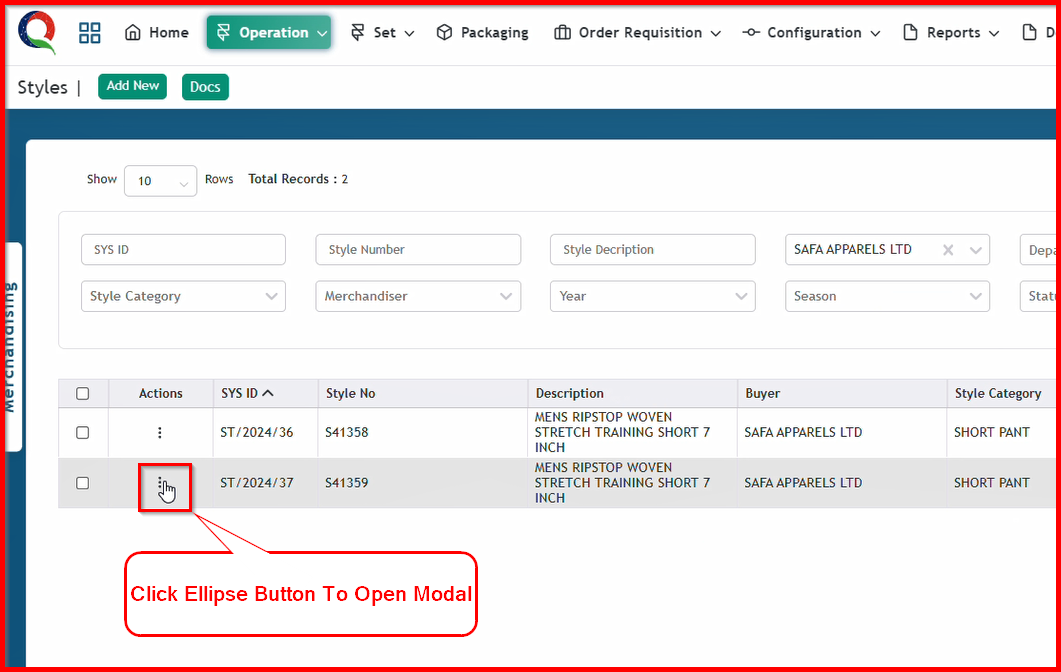 Home
Operation
Set
Packaging
Order Requisition
Configuration
Reports
D
Styles |
Add New
Docs
Merchandising
Show
10
Rows
Total Records : 2
SYS ID
Style Number
Style Decription
SAFA APPARELS LTD
Depa
Style Category
Merchandiser
Year
Season
Statu
Actions
SYS ID
Style No
Description
Buyer
Style Category
ST/2024/36
S41358
MENS RIPSTOP WOVEN
STRETCH TRAINING SHORT 7
INCH
SAFA APPARELS LTD
SHORT PANT
ST/2024/37
S41359
MENS RIPSTOP WOVEN
STRETCH TRAINING SHORT 7
INCH
SAFA APPARELS LTD
SHORT PANT
Click Ellipse Button To Open Modal